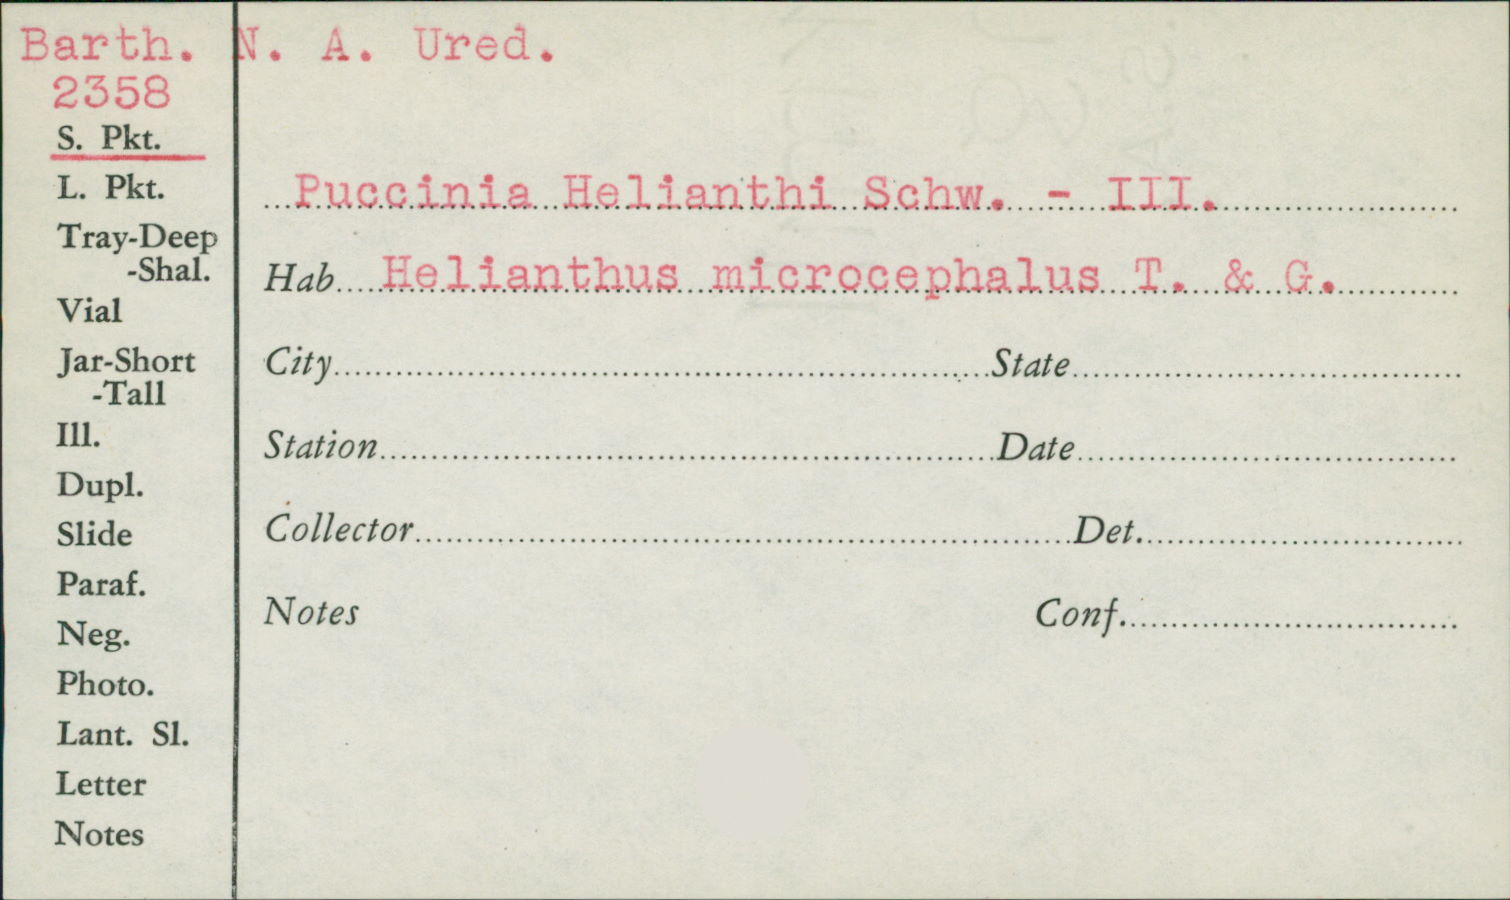 Barth. N. A. Ured.
2358
S. Pkt.
L. Pkt.
Tray-Deep
-Shal.
Vial
Jar-Short
-Tall
Ill.
Dupl.
Slide
Paraf.
Neg.
Photo.
Lant. Sl.
Letter
Notes
Puccinia Helianthi Schw. - III.
Hab. Helianthus microcephalus T. & G.
City State
Station Date
Collector Det.
Notes Conf.